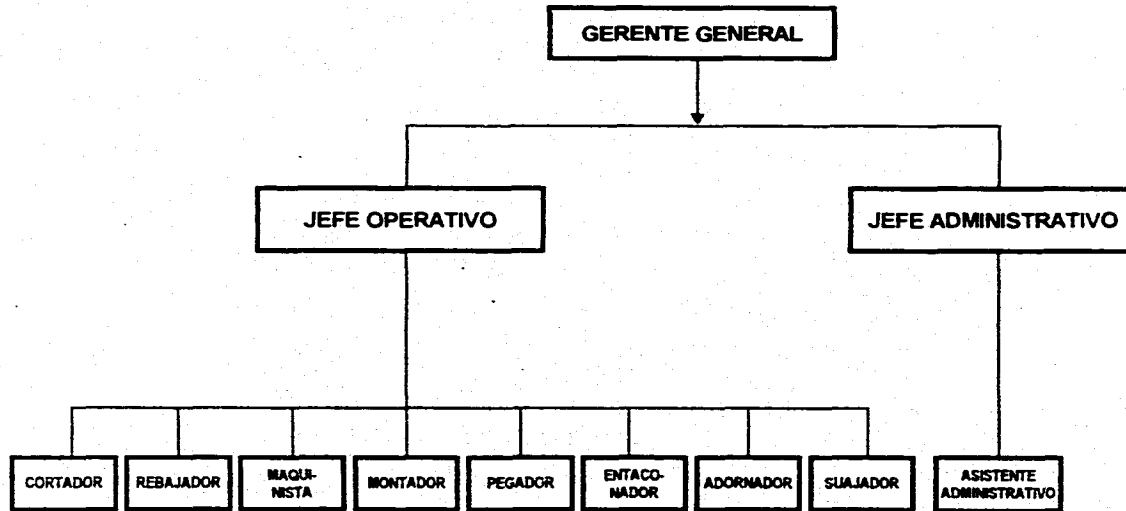 GERENTE GENERAL
JEFE OPERATIVO
JEFE ADMINISTRATIVO
CORTADOR
REBAJADOR
MAQUI-
NISTA
MONTADOR
PEGADOR
ENTACO-
NADOR
ADORNADOR
SUAJADOR
ASISTENTE
ADMINISTRATIVO